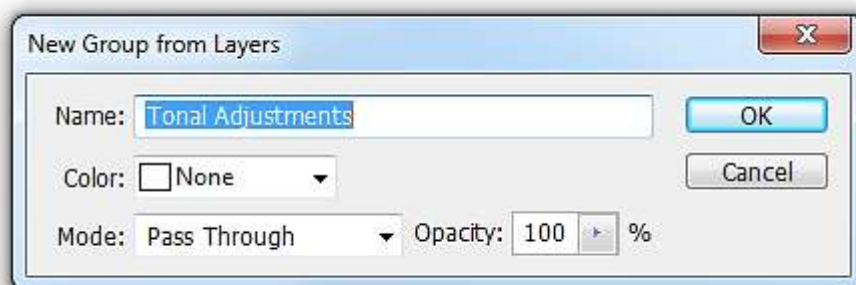 New Group from Layers
Name: Tonal Adjustments OK
Color: None Cancel
Mode: Pass Through Opacity: 100 %